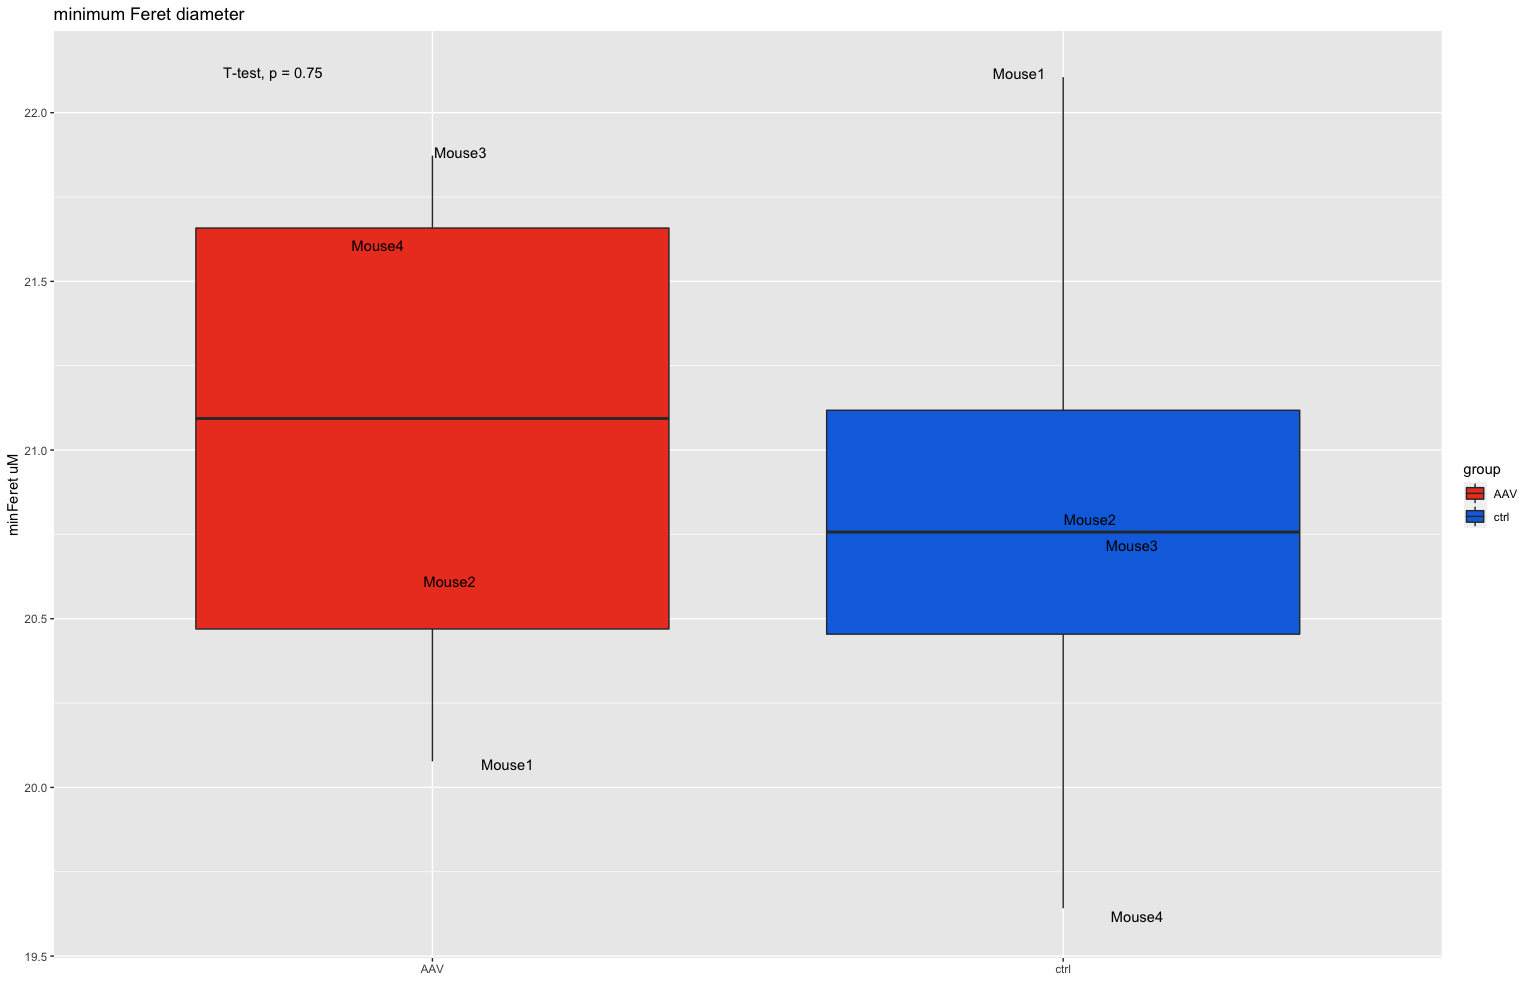 minimum Feret diameter
T-test, p = 0.75
Mouse1
22.0
Mouse3
Mouse4
21.5
21.0
minFeret uM
group
AAV
ctrl
Mouse2
Mouse3
Mouse2
20.5
Mouse1
20.0
Mouse4
19.5
AAV
ctrl